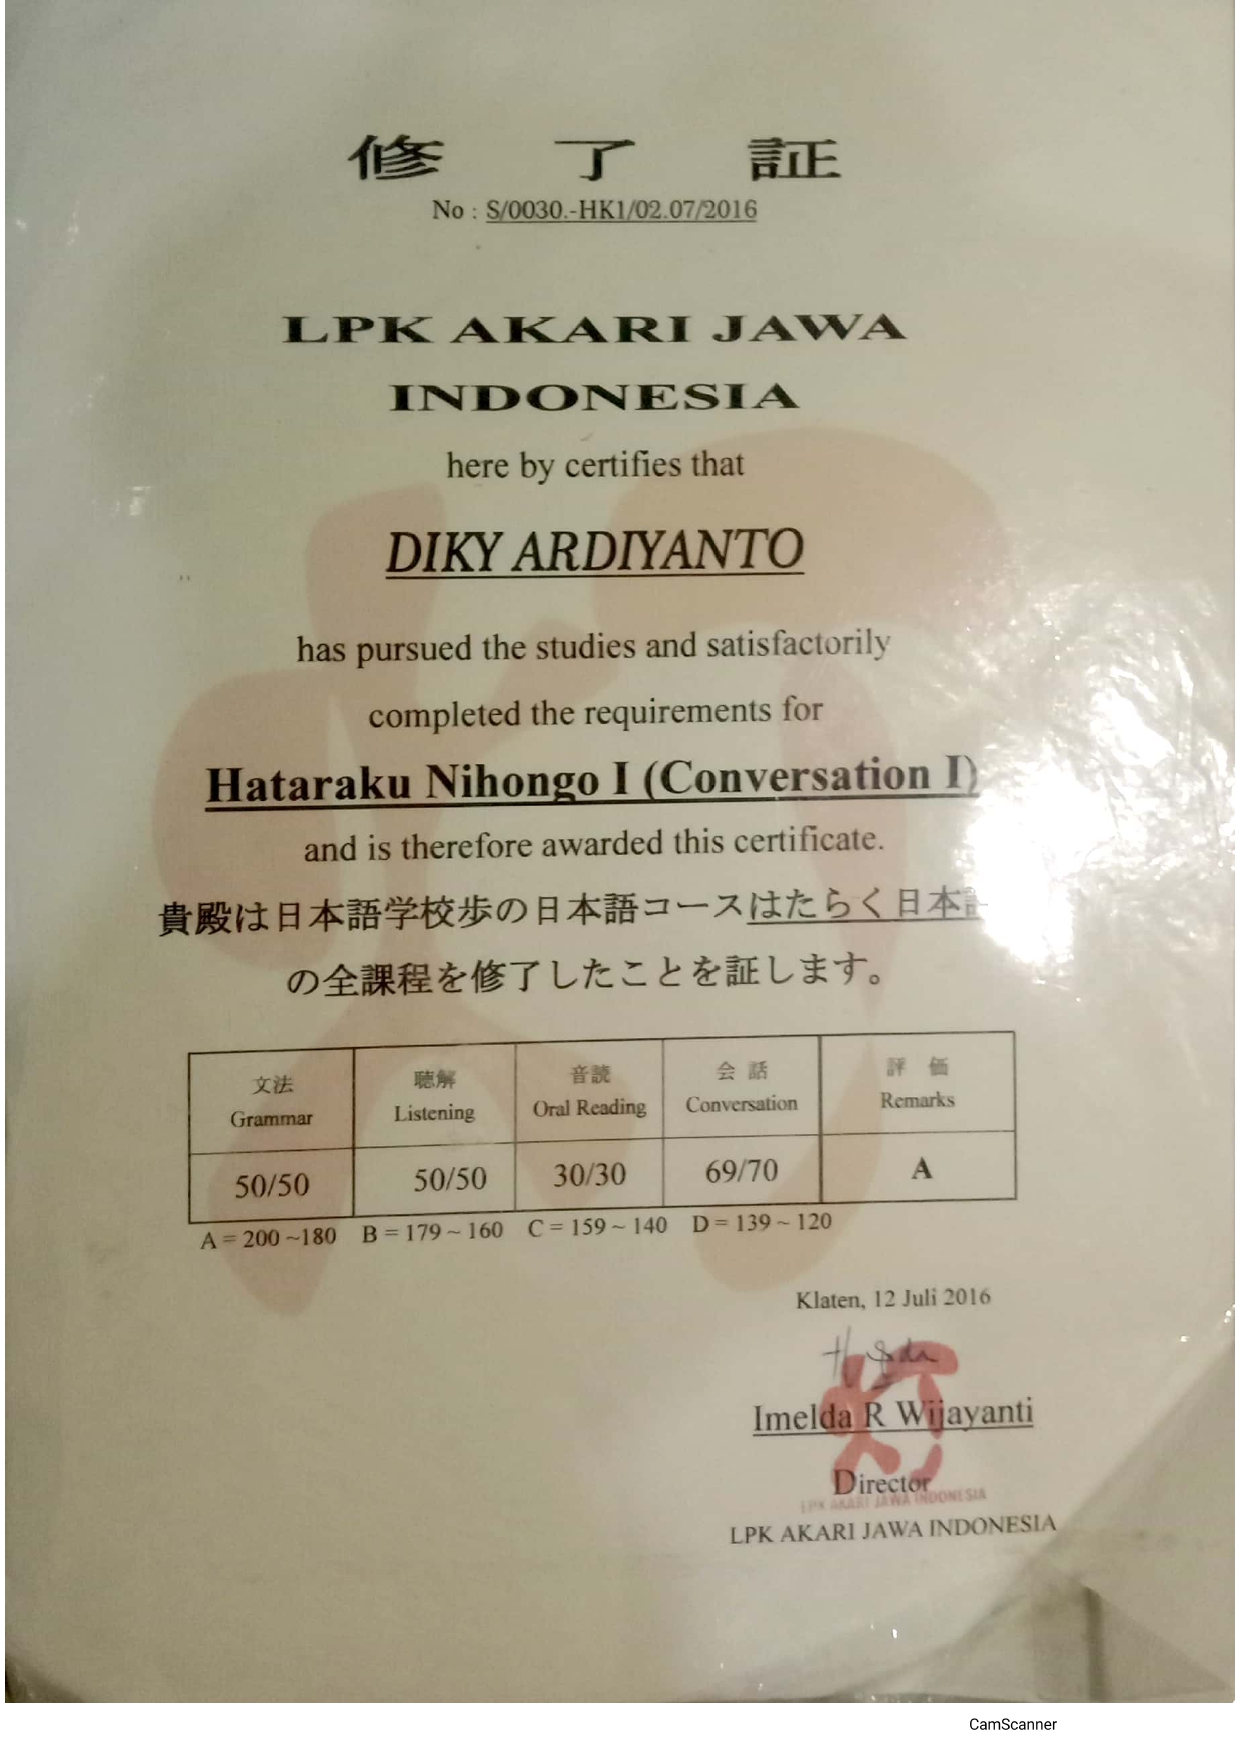 修 了 証
No : S/0030.-HK1/02.07/2016
LPK AKARI JAWA
INDONESIA
here by certifies that
DIKY ARDIYANTO
has pursued the studies and satisfactorily
completed the requirements for
Hataraku Nihongo I (Conversation I)
and is therefore awarded this certificate.
貴殿は日本語学校歩の日本語コースはたらく日本語
の全課程を修了したことを証します。
文法 聴解 音読 会話 評価
Grammar Listening Oral Reading Conversation Remarks
50/50 50/50 30/30 69/70 A
A = 200 ~180 B = 179 ~ 160 C = 159 ~ 140 D = 139 ~ 120
Klaten, 12 Juli 2016
灯
Imelda R Wijayanti
Director
LPK AKARI JAWA INDONESIA
LPK AKARI JAWA INDONESIA
CamScanner